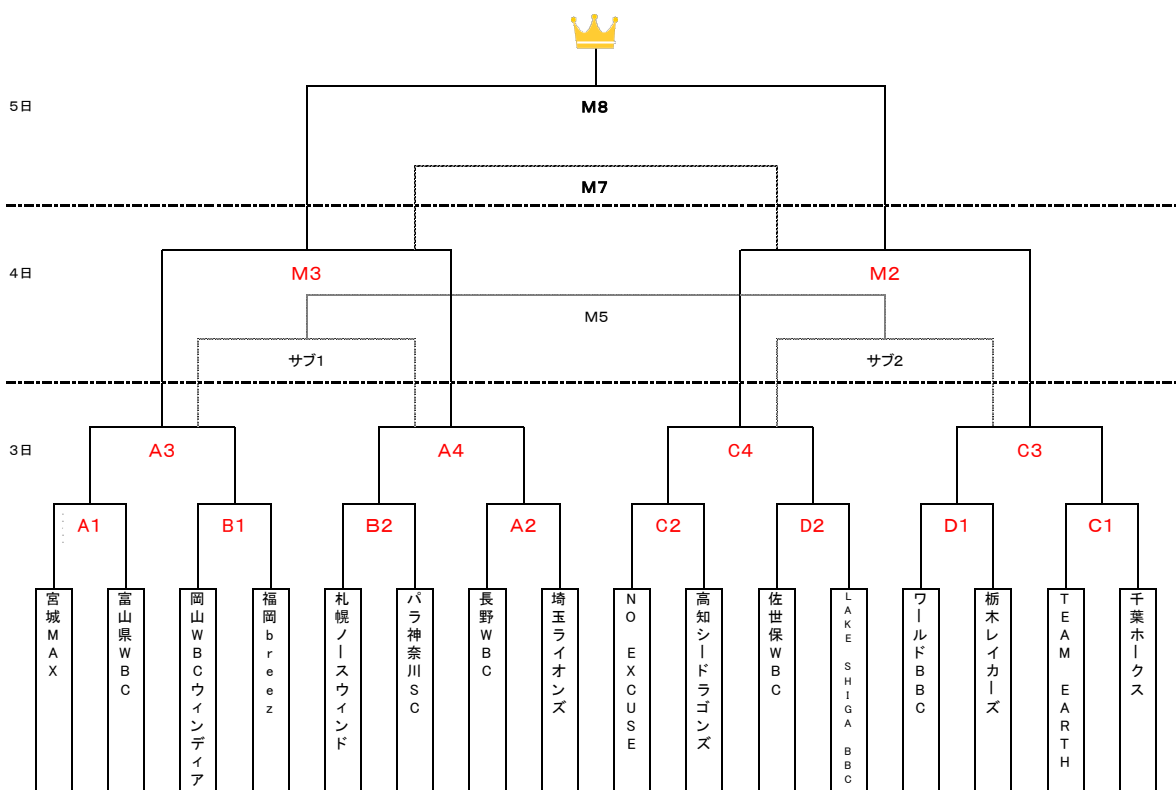 5日
M8
M7
4日
M3
M2
M5
サブ1
サブ2
3日
A3
A4
C4
C3
A1
B1
B2
A2
C2
D2
D1
C1
宮城MAX
富山県WBC
岡山WBCウィンディア
福岡breez
札幌ノースウィンド
パラ神奈川SC
長野WBC
埼玉ライオンズ
NO EXCUSE
高知シードラゴンズ
佐世保WBC
LAKE SHIGA BBC
ワールドBBC
栃木レイカーズ
TEAM EARTH
千葉ホークス